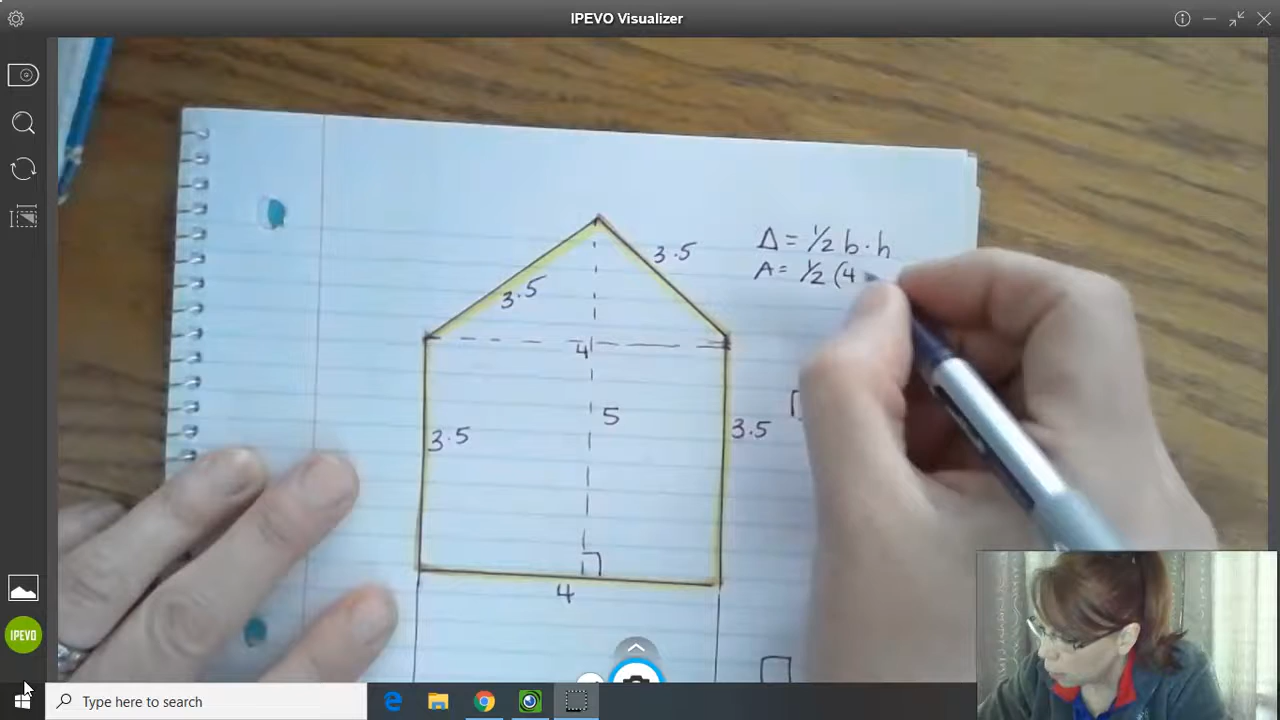 IPEVO Visualizer
Δ = 1/2 b · h
A = 1/2 (4
3.5
3.5
4
5
3.5
3.5
4
IPEVO
Type here to search